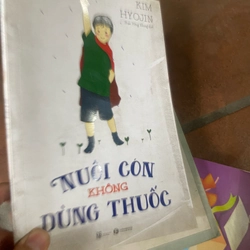 KIM
HYOJIN
NUÔI CON
KHÔNG
DÙNG THUỐC